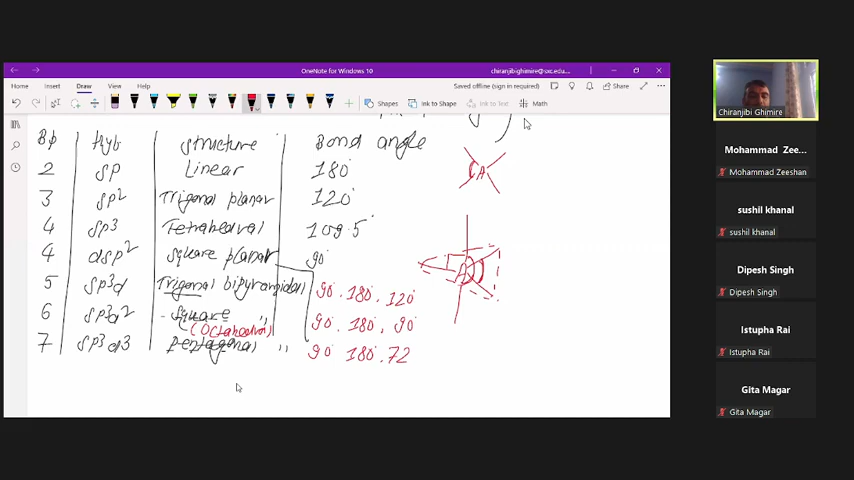 OneNote for Windows 10
chiranjibighimire@sxc.edu...
Home Insert Draw View Help
Saved offline (sign in required)
Share
Shapes
Ink to Shape
Ink to Text
Math
Bp Hyb Structure Bond angle
2 sp Linear 180°
3 sp2 Trigonal planar 120°
4 sp3 Tetrahedral 109.5°
4 dsp2 Square planar 90°
5 sp3d Trigonal bipyramidal 90° . 180° . 120°
6 sp3d2 Square " 90° . 180° , 90°
(Octahedral)
7 sp3d3 pentagonal " 90° 180° . 72°
A
A
Chiranjibi Ghimire
Mohammad Zee...
Mohammad Zeeshan
sushil khanal
sushil khanal
Dipesh Singh
Dipesh Singh
Istupha Rai
Istupha Rai
Gita Magar
Gita Magar